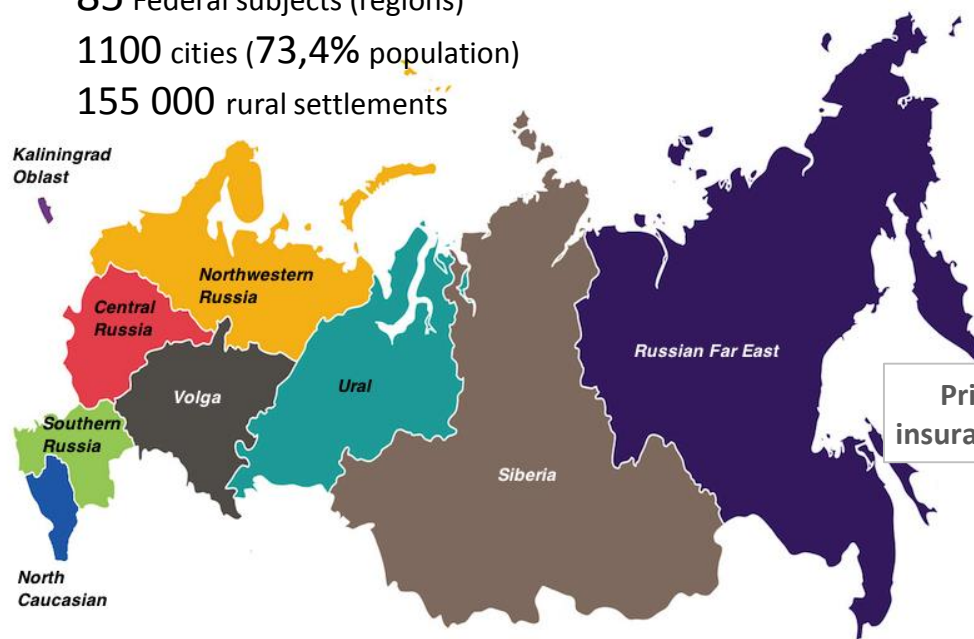 85 Federal subjects (regions)
1100 cities (73,4% population)
155 000 rural settlements
Kaliningrad
Oblast
Northwestern
Russia
Central
Russia
Volga
Ural
Russian Far East
Southern
Russia
Siberia
North
Caucasian